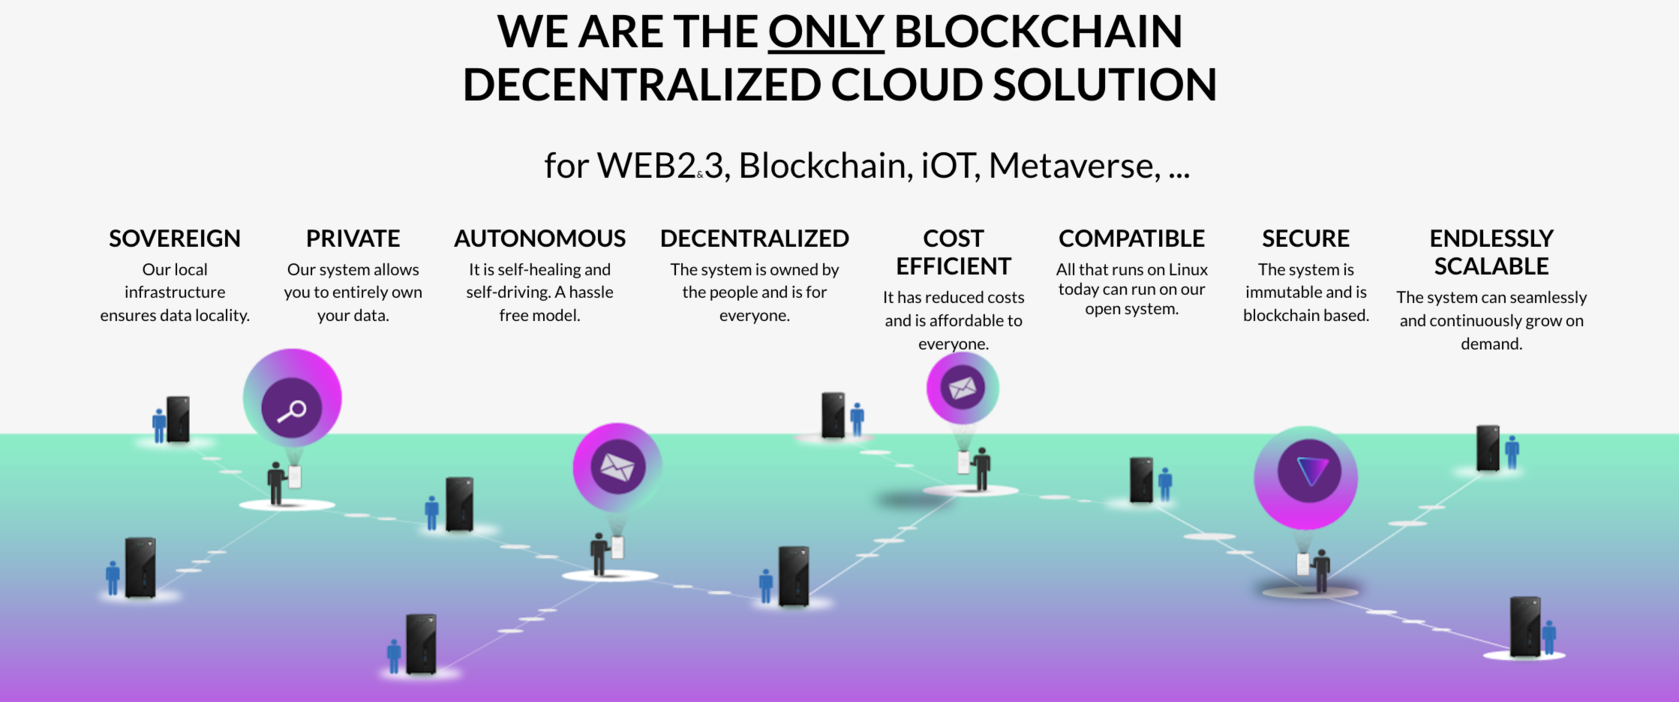 WE ARE THE ONLY BLOCKCHAIN
DECENTRALIZED CLOUD SOLUTION
for WEB2&3, Blockchain, iOT, Metaverse, ...
SOVEREIGN
Our local
infrastructure
ensures data locality.
PRIVATE
Our system allows
you to entirely own
your data.
AUTONOMOUS
It is self-healing and
self-driving. A hassle
free model.
DECENTRALIZED
The system is owned by
the people and is for
everyone.
COST
EFFICIENT
It has reduced costs
and is affordable to
everyone.
COMPATIBLE
All that runs on Linux
today can run on our
open system.
SECURE
The system is
immutable and is
blockchain based.
ENDLESSLY
SCALABLE
The system can seamlessly
and continuously grow on
demand.